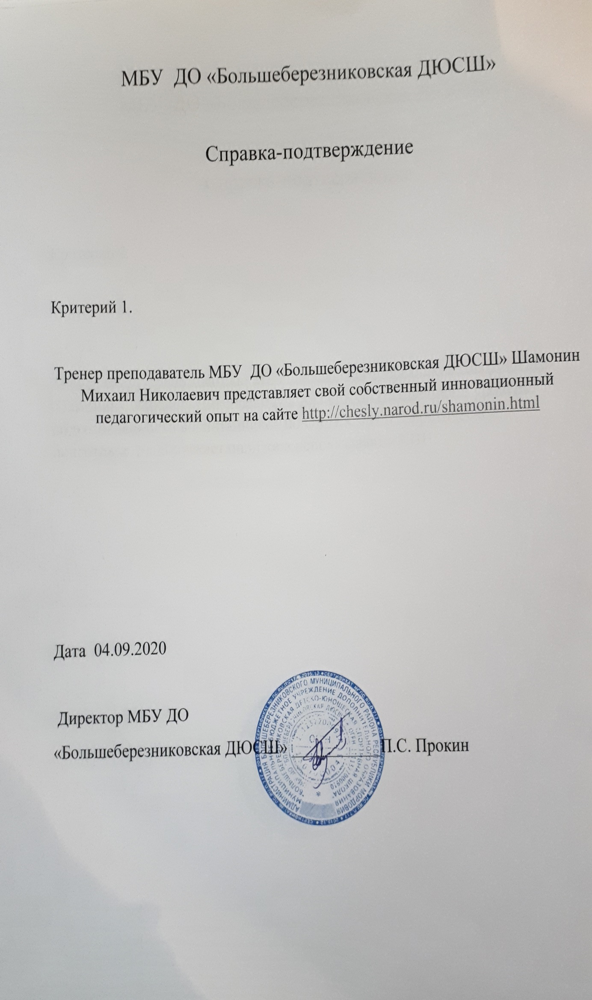 МБУ  ДО «Большеберезниковская ДЮСШ»
Справка-подтверждение
Критерий 1.
Тренер преподаватель МБУ  ДО «Большеберезниковская ДЮСШ» Шамонин
Михаил Николаевич представляет свой собственный инновационный
педагогический опыт на сайте http://chesly.narod.ru/shamonin.html
Дата  04.09.2020
Директор МБУ ДО
«Большеберезниковская ДЮСШ» П.С. Прокин
АДМИНИСТРАЦИЯ БОЛЬШЕБЕРЕЗНИКОВСКОГО МУНИЦИПАЛЬНОГО РАЙОНА РЕСПУБЛИКИ МОРДОВИЯ
МУНИЦИПАЛЬНОЕ БЮДЖЕТНОЕ УЧРЕЖДЕНИЕ ДОПОЛНИТЕЛЬНОГО ОБРАЗОВАНИЯ
"БОЛЬШЕБЕРЕЗНИКОВСКАЯ ДЕТСКО-ЮНОШЕСКАЯ СПОРТИВНАЯ ШКОЛА"